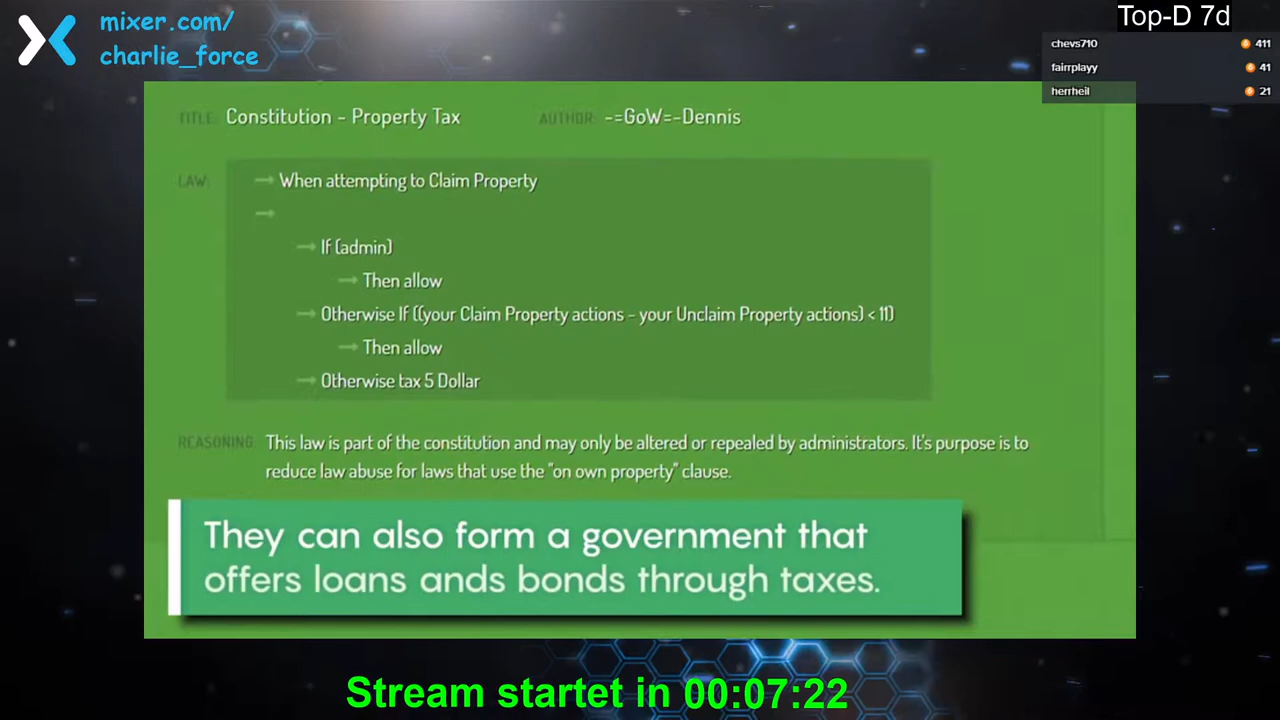 mixer.com/
charlie_force
Top-D 7d
chevs710 411
fairrplayy 41
herrheil 21
TITLE: Constitution - Property Tax AUTHOR: -=GoW=-Dennis
LAW: When attempting to Claim Property
If (admin)
Then allow
Otherwise If ((your Claim Property actions - your Unclaim Property actions) < 11)
Then allow
Otherwise tax 5 Dollar
REASONING: This law is part of the constitution and may only be altered or repealed by administrators. It's purpose is to
reduce law abuse for laws that use the "on own property" clause.
They can also form a government that
offers loans ands bonds through taxes.
Stream startet in 00:07:22